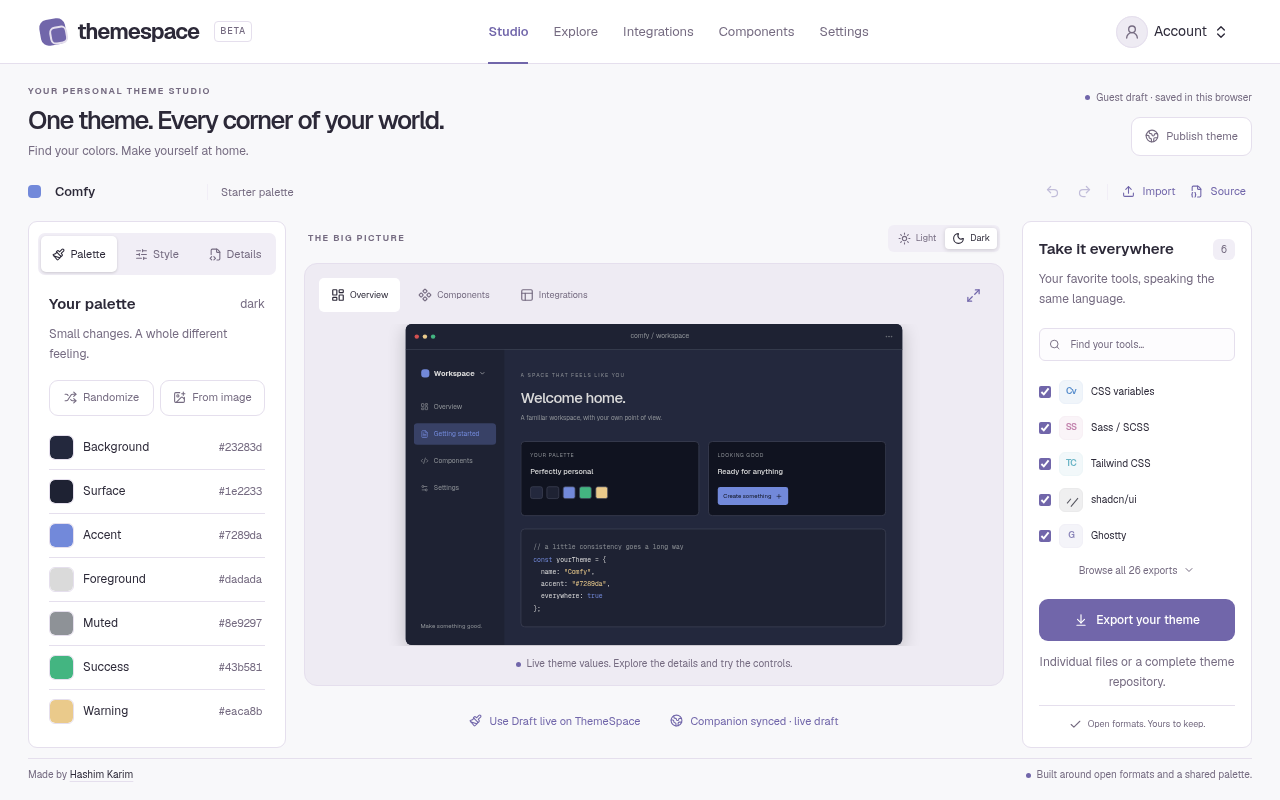 themespace
BETA
Studio
Explore
Integrations
Components
Settings
Account
YOUR PERSONAL THEME STUDIO
One theme. Every corner of your world.
Find your colors. Make yourself at home.
Guest draft · saved in this browser
Publish theme
Comfy
Starter palette
Import
Source
Palette
Style
Details
Your palette
dark
Small changes. A whole different
feeling.
Randomize
From image
Background
#23283d
Surface
#1e2233
Accent
#7289da
Foreground
#dadada
Muted
#8e9297
Success
#43b581
Warning
#eaca8b
THE BIG PICTURE
Light
Dark
Overview
Components
Integrations
comfy / workspace
Workspace
Overview
Getting started
Components
Settings
Make something good.
A SPACE THAT FEELS LIKE YOU
Welcome home.
A familiar workspace, with your own point of view.
YOUR PALETTE
Perfectly personal
LOOKING GOOD
Ready for anything
Create something
// a little consistency goes a long way
const yourTheme = {
name: "Comfy",
accent: "#7289da",
everywhere: true
};
Live theme values. Explore the details and try the controls.
Use Draft live on ThemeSpace
Companion synced · live draft
Take it everywhere
6
Your favorite tools, speaking the
same language.
Find your tools...
Cv CSS variables
SS Sass / SCSS
TC Tailwind CSS
shadcn/ui
G Ghostty
Browse all 26 exports
Export your theme
Individual files or a complete theme
repository.
Open formats. Yours to keep.
Made by Hashim Karim
Built around open formats and a shared palette.